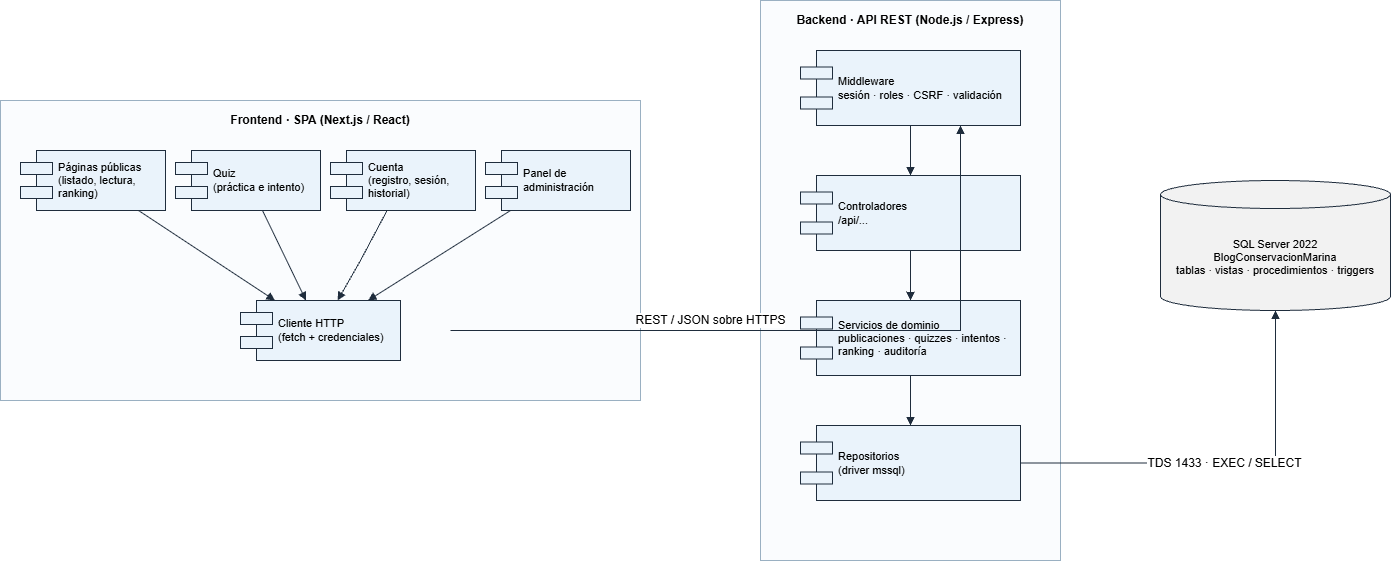 Backend · API REST (Node.js / Express)
Middleware
sesión · roles · CSRF · validación
Frontend · SPA (Next.js / React)
Páginas públicas
(listado, lectura,
ranking)
Quiz
(práctica e intento)
Cuenta
(registro, sesión,
historial)
Panel de
administración
Controladores
/api/...
SQL Server 2022
BlogConservacionMarina
tablas · vistas · procedimientos · triggers
Cliente HTTP
(fetch + credenciales)
REST / JSON sobre HTTPS
Servicios de dominio
publicaciones · quizzes · intentos ·
ranking · auditoría
Repositorios
(driver mssql)
TDS 1433 · EXEC / SELECT